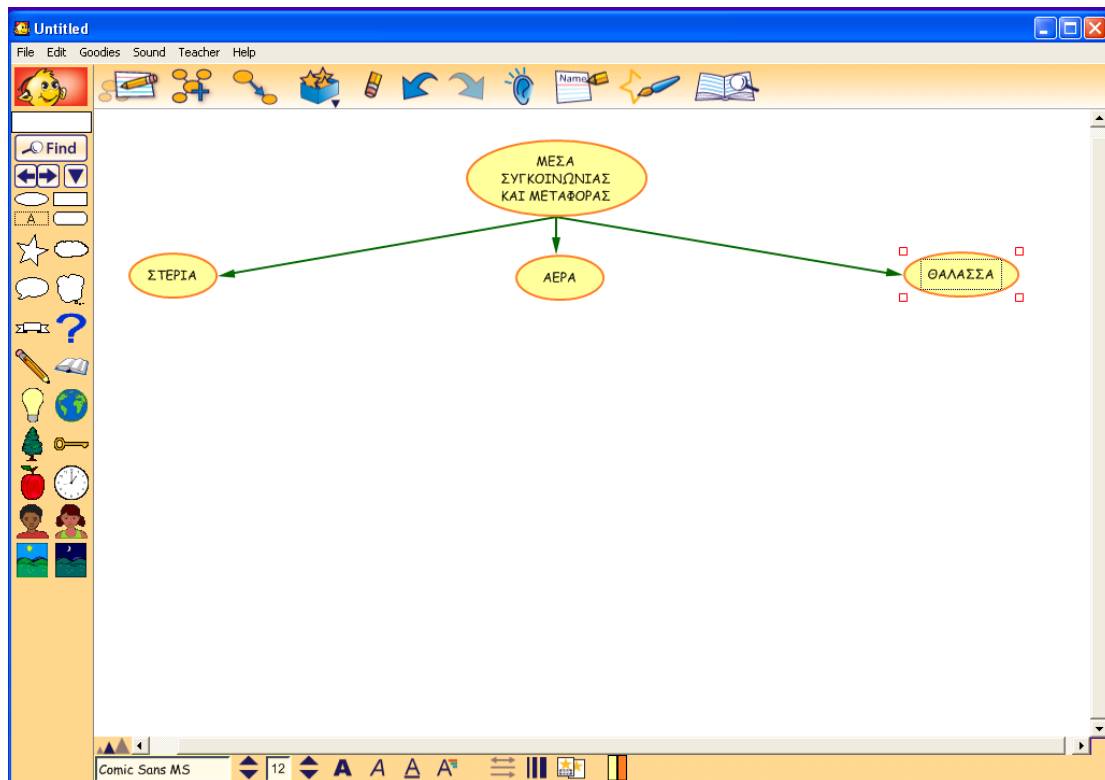 Untitled
File Edit Goodies Sound Teacher Help
Name
Find
A
ΜΕΣΑ
ΣΥΓΚΟΙΝΩΝΙΑΣ
ΚΑΙ ΜΕΤΑΦΟΡΑΣ
ΣΤΕΡΙΑ
ΑΕΡΑ
ΘΑΛΑΣΣΑ
Comic Sans MS 12 A A A A